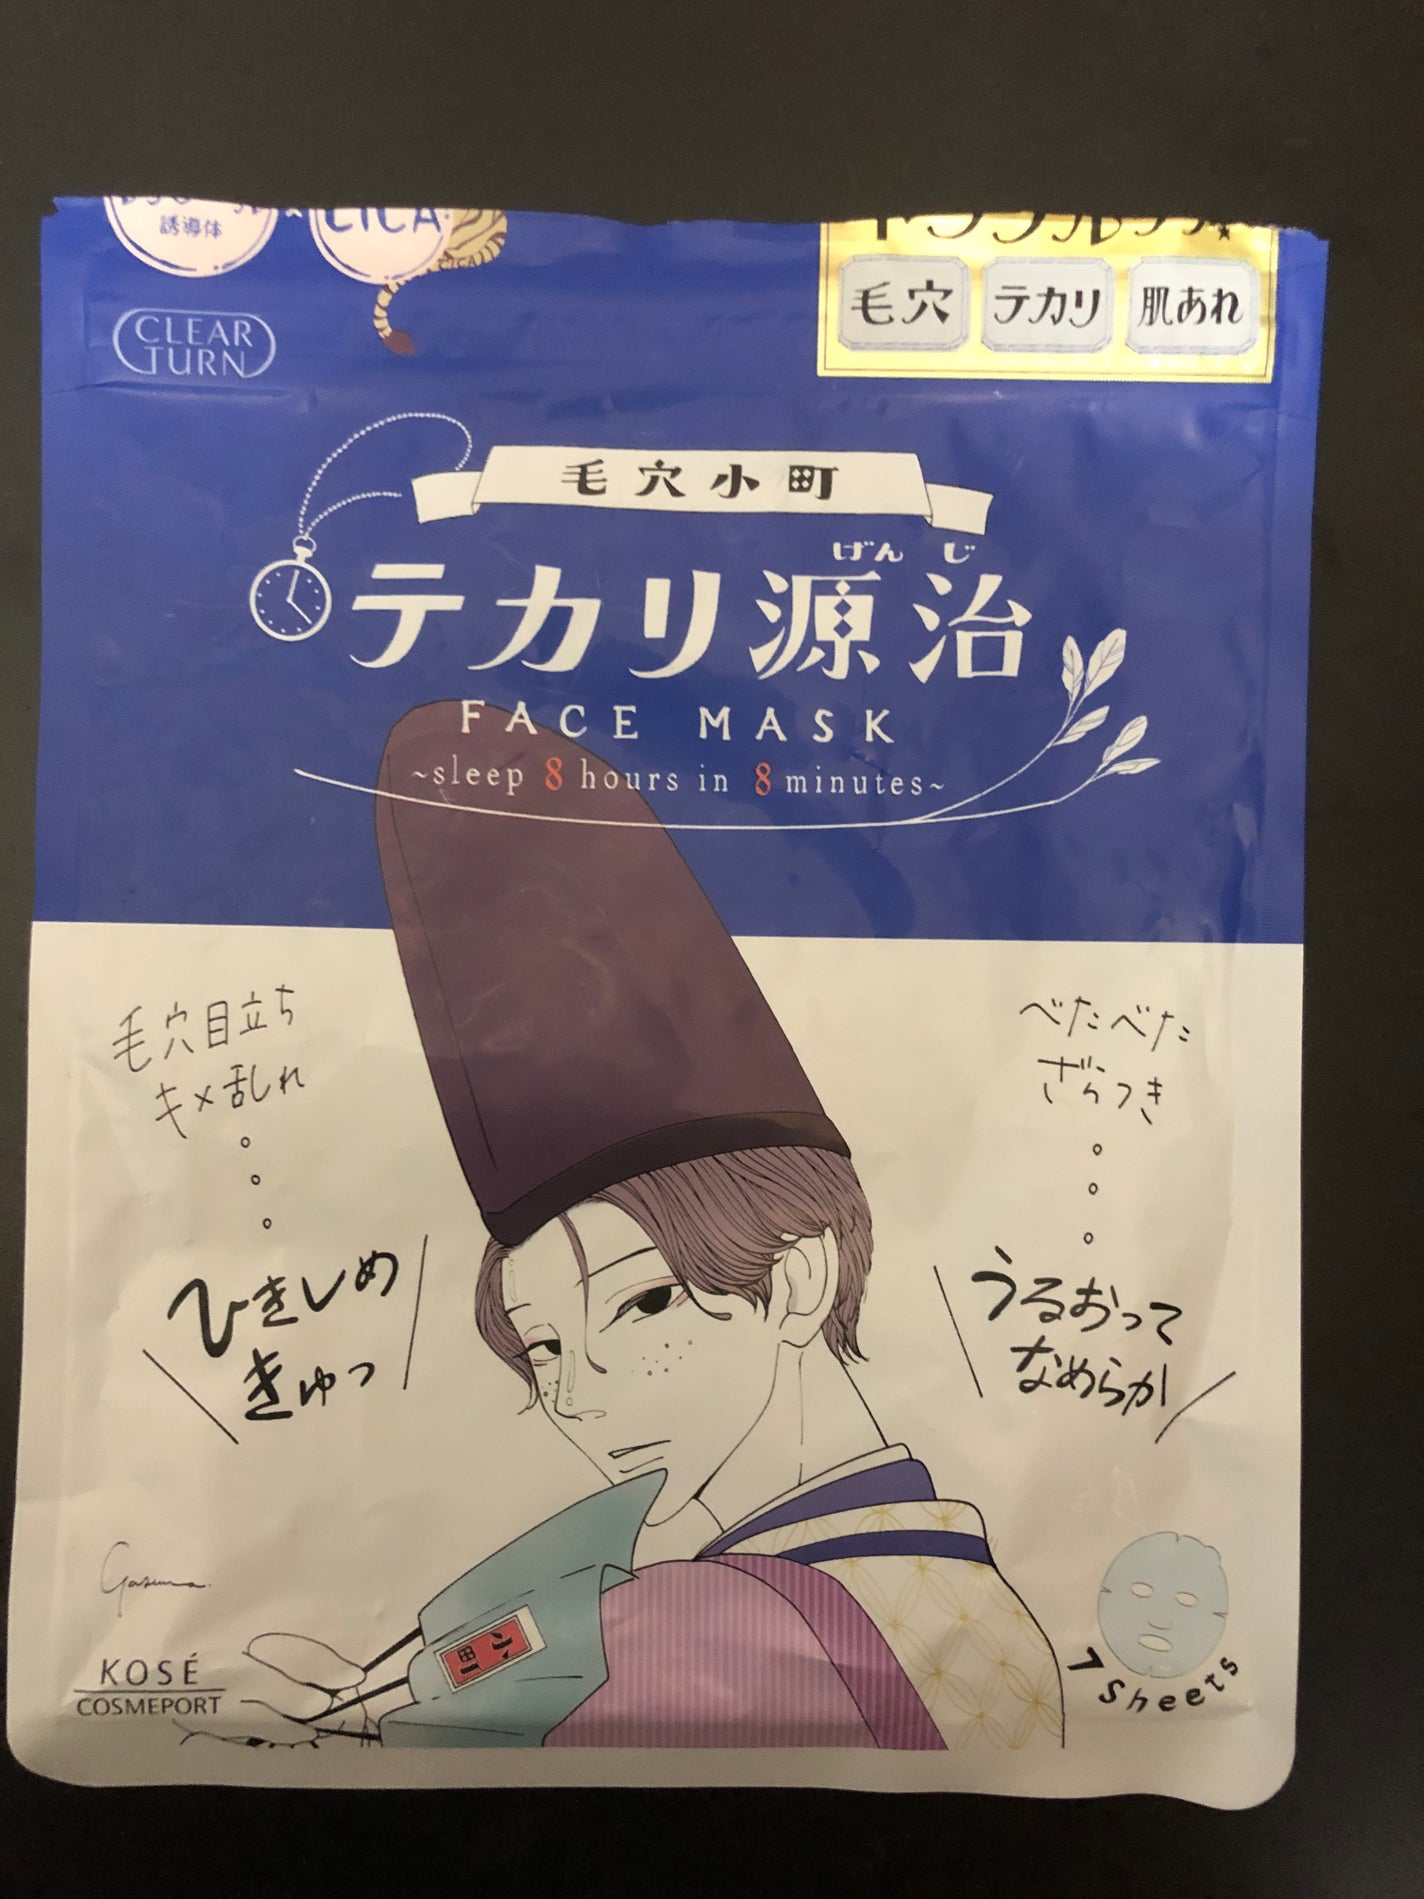 誘導体
CICA
CICA
毛穴
テカリ
肌あれ
CLEAR
TURN
毛穴小町
げんじ
テカリ源治
FACE MASK
~sleep 8 hours in 8 minutes~
毛穴目立ち
キメ乱れ
ひきしめ
きゅっ
べたべた
ざらつき
うるおって
なめらか
小町
KOSÉ
COSMEPORT
7 Sheets